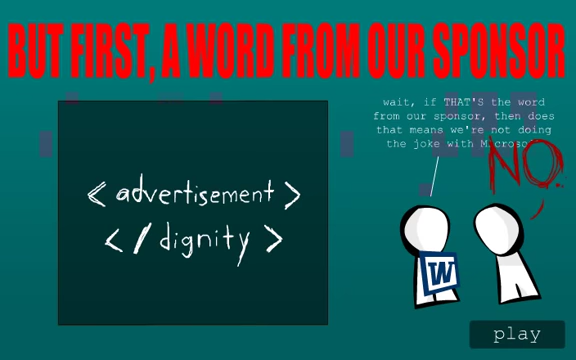 BUT FIRST, A WORD FROM OUR SPONSOR
wait, if THAT'S the word
from our sponsor, then does
that means we're not doing
the joke with Microso
NO.
< advertisement >
</dignity >
W
play